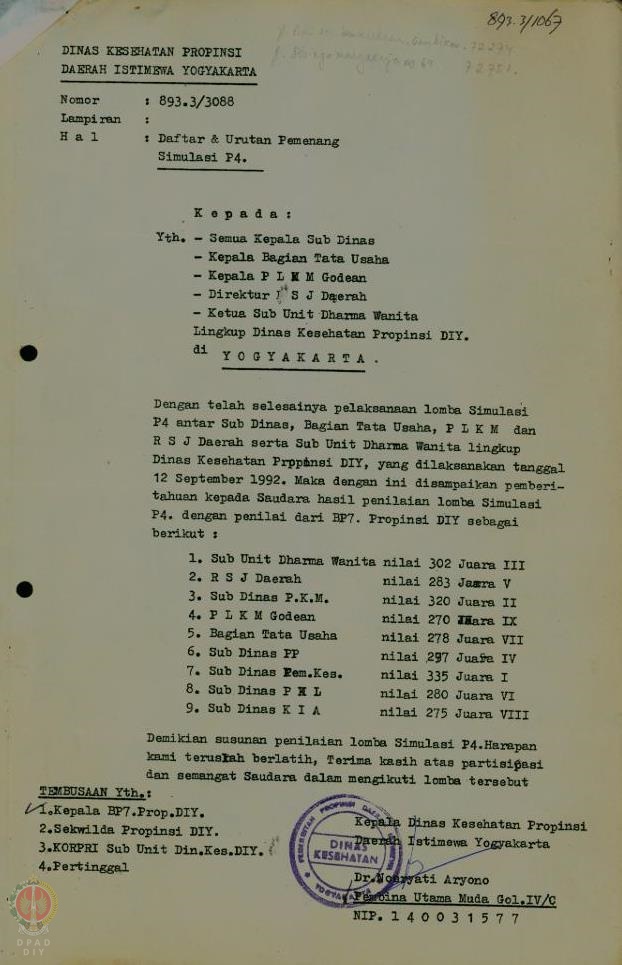 893.3/1067
DINAS KESEHATAN PROPINSI
DAERAH ISTIMEWA YOGYAKARTA
Nomor : 893.3/3088
Lampiran :
H a l : Daftar & Urutan Pemenang
Simulasi P4.
K e p a d a :
Yth. - Semua Kepala Sub Dinas
- Kepala Bagian Tata Usaha
- Kepala P L K M Godean
- Direktur R S J Daerah
- Ketua Sub Unit Dharma Wanita
Lingkup Dinas Kesehatan Propinsi DIY.
di
Y O G Y A K A R T A .
Dengan telah selesainya pelaksanaan lomba Simulasi
P4 antar Sub Dinas, Bagian Tata Usaha, P L K M dan
R S J Daerah serta Sub Unit Dharma Wanita lingkup
Dinas Kesehatan Prppinsi DIY, yang dilaksanakan tanggal
12 September 1992. Maka dengan ini disampaikan pemberi-
tahuan kepada Saudara hasil penilaian lomba Simulasi
P4. dengan penilai dari BP7. Propinsi DIY sebagai
berikut :
1. Sub Unit Dharma Wanita nilai 302 Juara III
2. R S J Daerah nilai 283 Juara V
3. Sub Dinas P.K.M. nilai 320 Juara II
4. P L K M Godean nilai 270 Juara IX
5. Bagian Tata Usaha nilai 278 Juara VII
6. Sub Dinas PP nilai 297 Juara IV
7. Sub Dinas Pem.Kes. nilai 335 Juara I
8. Sub Dinas P H L nilai 280 Juara VI
9. Sub Dinas K I A nilai 275 Juara VIII
Demikian susunan penilaian lomba Simulasi P4.Harapan
kami teruslah berlatih, Terima kasih atas partisipasi
dan semangat Saudara dalam mengikuti lomba tersebut
TEMBUSAAN Yth.:
1.Kepala BP7.Prop.DIY.
2.Sekwilda Propinsi DIY.
3.KORPRI Sub Unit Din.Kes.DIY.
4.Pertinggal
Kepala Dinas Kesehatan Propinsi
Daerah Istimewa Yogyakarta
DINAS
KESEHATAN
YOGYAKARTA
Dr.Noaryati Aryono
Pembina Utama Muda Gol.IV/C
NIP. 1 4 0 0 3 1 5 7 7
DPAD
DIY